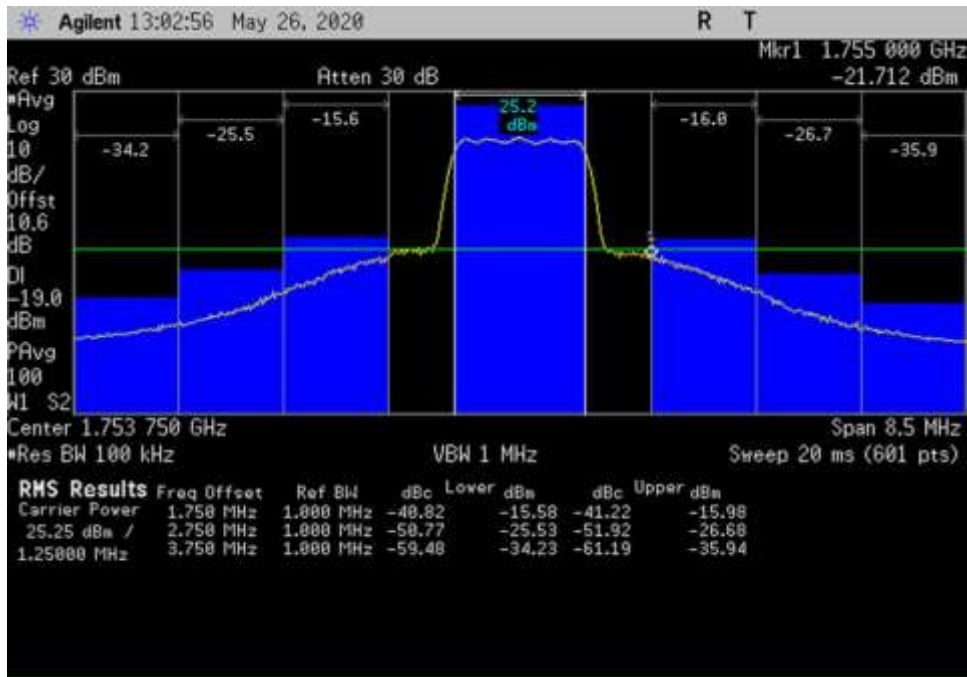 Agilent 13:02:56 May 26, 2020 R T
Mkr1 1.755 000 GHz
Ref 30 dBm Atten 30 dB -21.712 dBm
#Avg
Log
10
dB/
Offst
10.6
dB
DI
-19.0
dBm
PAvg
100
W1 S2
-34.2 -25.5 -15.6 25.2 dBm -16.0 -26.7 -35.9
Center 1.753 750 GHz Span 8.5 MHz
#Res BW 100 kHz VBW 1 MHz Sweep 20 ms (601 pts)
RMS Results Freq Offset Ref BW dBc Lower dBm dBc Upper dBm
Carrier Power 1.750 MHz 1.000 MHz -40.82 -15.58 -41.22 -15.98
25.25 dBm / 2.750 MHz 1.000 MHz -50.77 -25.53 -51.92 -26.68
1.25000 MHz 3.750 MHz 1.000 MHz -59.48 -34.23 -61.19 -35.94